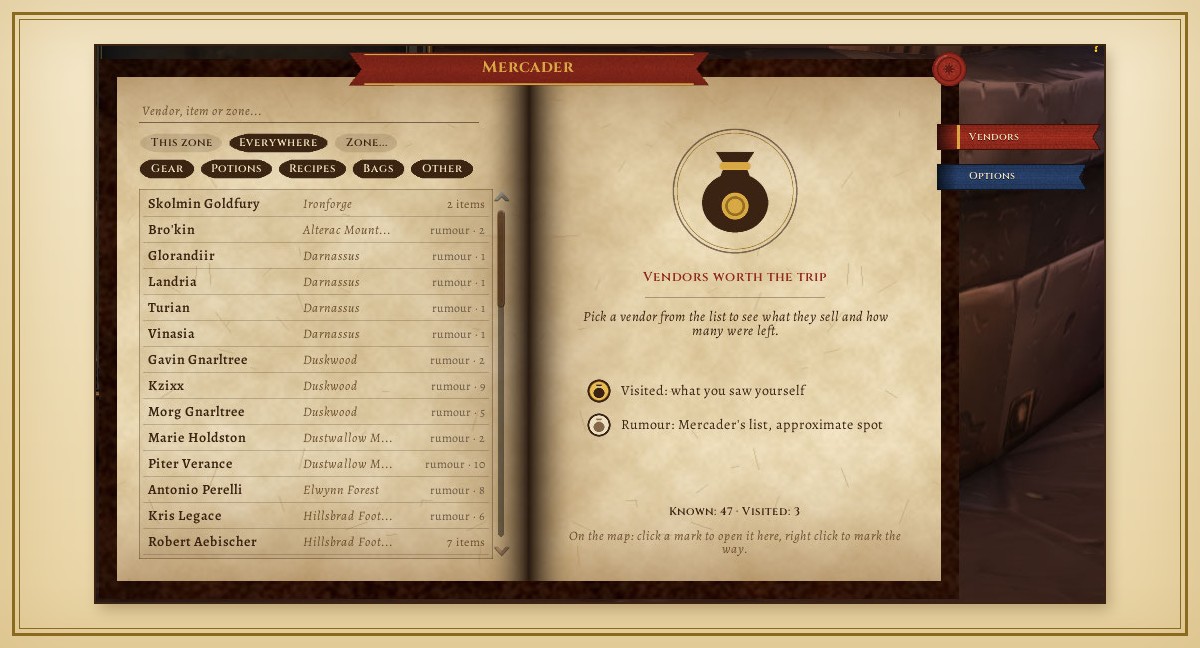 Mercader
Vendor, item or zone...
This zone Everywhere Zone...
Gear Potions Recipes Bags Other
Skolmin Goldfury Ironforge 2 items
Bro'kin Alterac Mount... rumour · 2
Glorandiir Darnassus rumour · 1
Landria Darnassus rumour · 1
Turian Darnassus rumour · 1
Vinasia Darnassus rumour · 1
Gavin Gnarltree Duskwood rumour · 2
Kzixx Duskwood rumour · 9
Morg Gnarltree Duskwood rumour · 5
Marie Holdston Dustwallow M... rumour · 2
Piter Verance Dustwallow M... rumour · 10
Antonio Perelli Elwynn Forest rumour · 8
Kris Legace Hillsbrad Foot... rumour · 6
Robert Aebischer Hillsbrad Foot... 7 items
Vendors worth the trip
Pick a vendor from the list to see what they sell and how
many were left.
Visited: what you saw yourself
Rumour: Mercader's list, approximate spot
Known: 47 · Visited: 3
On the map: click a mark to open it here, right click to mark the
way.
Vendors
Options